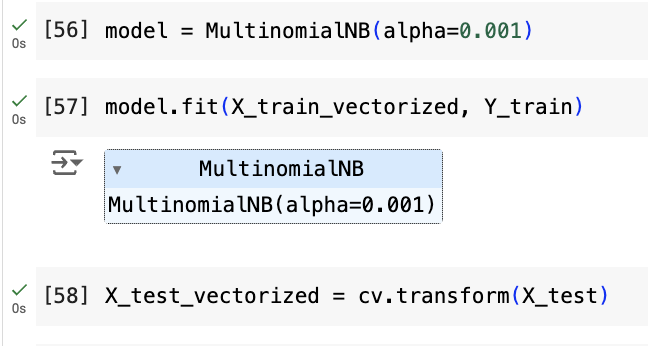 0s
[56] model = MultinomialNB(alpha=0.001)
0s
[57] model.fit(X_train_vectorized, Y_train)
MultinomialNB
MultinomialNB(alpha=0.001)
0s
[58] X_test_vectorized = cv.transform(X_test)